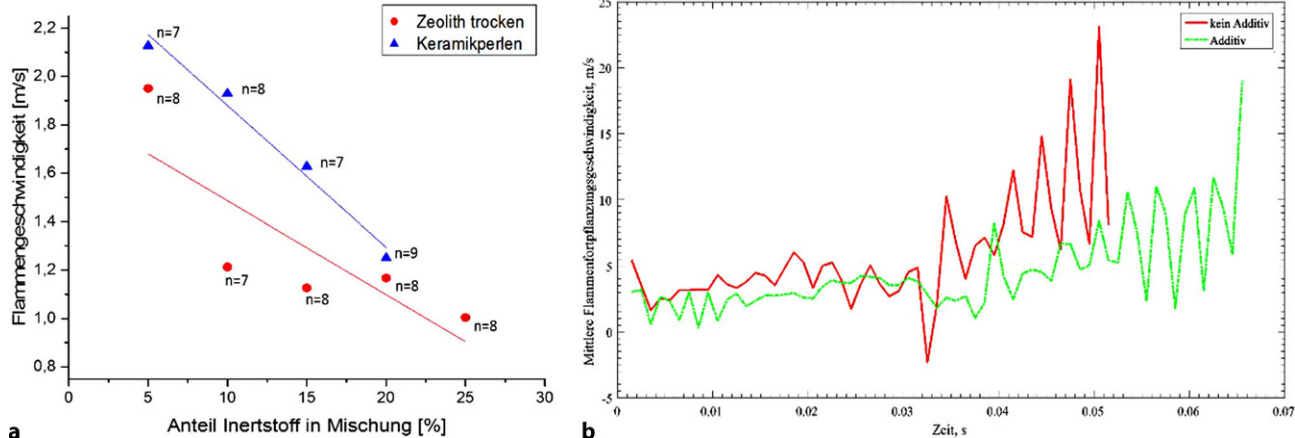 2,2
2,0
1,8
1,6
1,4
1,2
1,0
0,8
Flammengeschwindigkeit [m/s]
n=7
n=8
n=8
n=7
n=7
n=8
n=9
n=8
n=8
Zeolith trocken
Keramikperlen
0
5
10
15
20
25
30
Anteil Inertstoff in Mischung [%]
a
25
20
15
10
5
0
-5
Mittlere Flammenfortpflanzungsgeschwindigkeit, m/s
kein Additiv
Additiv
0
0.01
0.02
0.03
0.04
0.05
0.06
0.07
Zeit, s
b